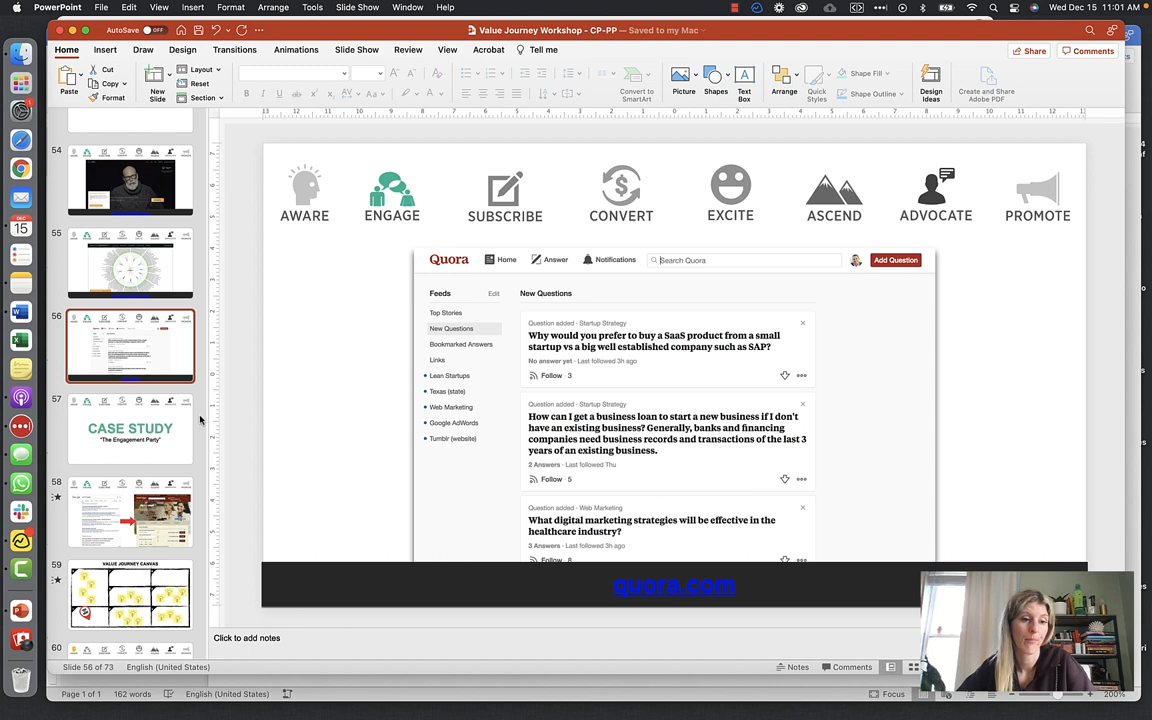 PowerPoint File Edit View Insert Format Arrange Tools Slide Show Window Help Wed Dec 15 11:01 AM
AutoSave OFF Value Journey Workshop - CP-PP — Saved to my Mac
Home Insert Draw Design Transitions Animations Slide Show Review View Acrobat Tell me Share Comments
Paste Cut Copy Format New Slide Layout Reset Section Convert to SmartArt Picture Shapes Text Box Arrange Quick Styles Shape Fill Shape Outline Design Ideas Create and Share Adobe PDF
54
55
56
57
CASE STUDY
"The Engagement Party"
58
59
VALUE JOURNEY CANVAS
60
AWARE ENGAGE SUBSCRIBE CONVERT EXCITE ASCEND ADVOCATE PROMOTE
Quora Home Answer Notifications Search Quora Add Question
Feeds Edit
Top Stories
New Questions
Bookmarked Answers
Links
Lean Startups
Texas (state)
Web Marketing
Google AdWords
Tumblr (website)
New Questions
Question added · Startup Strategy
Why would you prefer to buy a SaaS product from a small
startup vs a big well established company such as SAP?
No answer yet · Last followed 3h ago
Follow · 3
Question added · Startup Strategy
How can I get a business loan to start a new business if I don't
have an existing business? Generally, banks and financing
companies need business records and transactions of the last 3
years of an existing business.
2 Answers · Last followed Thu
Follow · 5
Question added · Web Marketing
What digital marketing strategies will be effective in the
healthcare industry?
3 Answers · Last followed 3h ago
Follow · 8
quora.com
Click to add notes
Slide 56 of 73 English (United States) Notes Comments
Page 1 of 1 162 words English (United States) Focus 200%